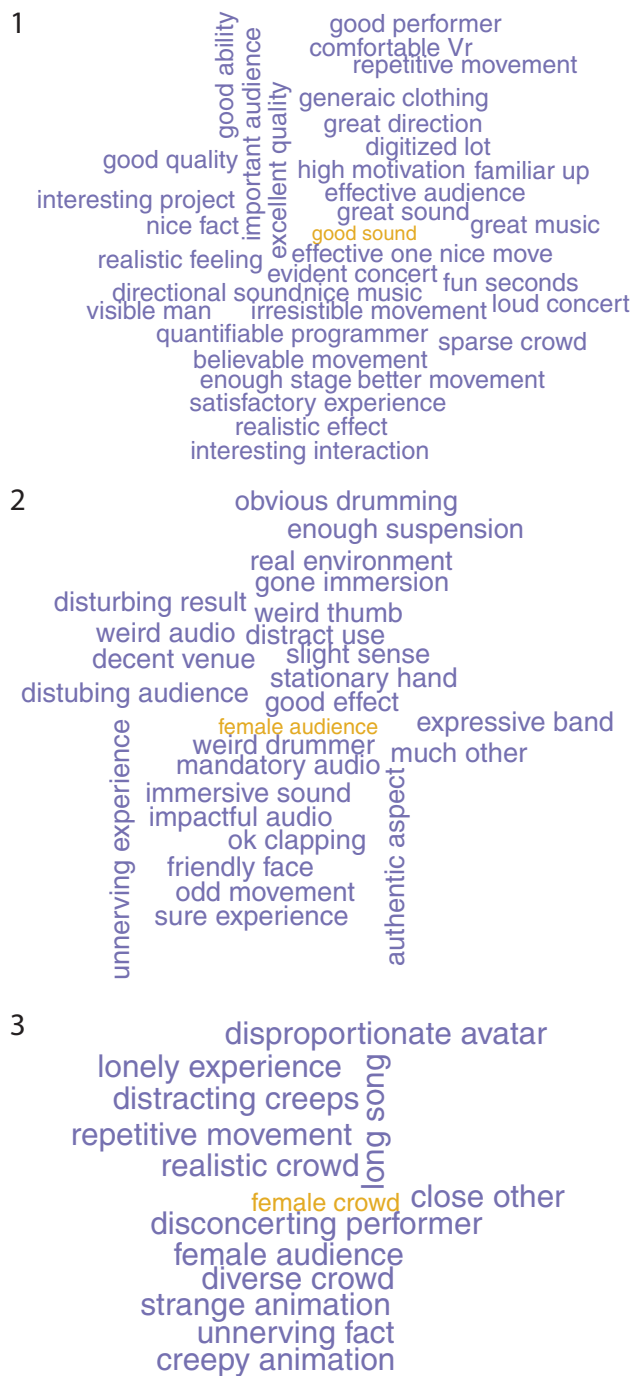 1
good performer
comfortable Vr
repetitive movement
good ability
important audience
excellent quality
generaic clothing
great direction
digitized lot
good quality
high motivation familiar up
interesting project
effective audience
great sound
nice fact
great music
good sound
realistic feeling
effective one nice move
evident concert
fun seconds
directional soundnice music
visible man
irresistible movement
loud concert
quantifiable programmer
sparse crowd
believable movement
enough stage better movement
satisfactory experience
realistic effect
interesting interaction
2
obvious drumming
enough suspension
real environment
gone immersion
disturbing result
weird thumb
weird audio
distract use
decent venue
slight sense
stationary hand
distubing audience
good effect
female audience
expressive band
weird drummer
much other
mandatory audio
unnerving experience
immersive sound
impactful audio
authentic aspect
ok clapping
friendly face
odd movement
sure experience
3
disproportionate avatar
lonely experience
long song
distracting creeps
repetitive movement
realistic crowd
female crowd
close other
disconcerting performer
female audience
diverse crowd
strange animation
unnerving fact
creepy animation